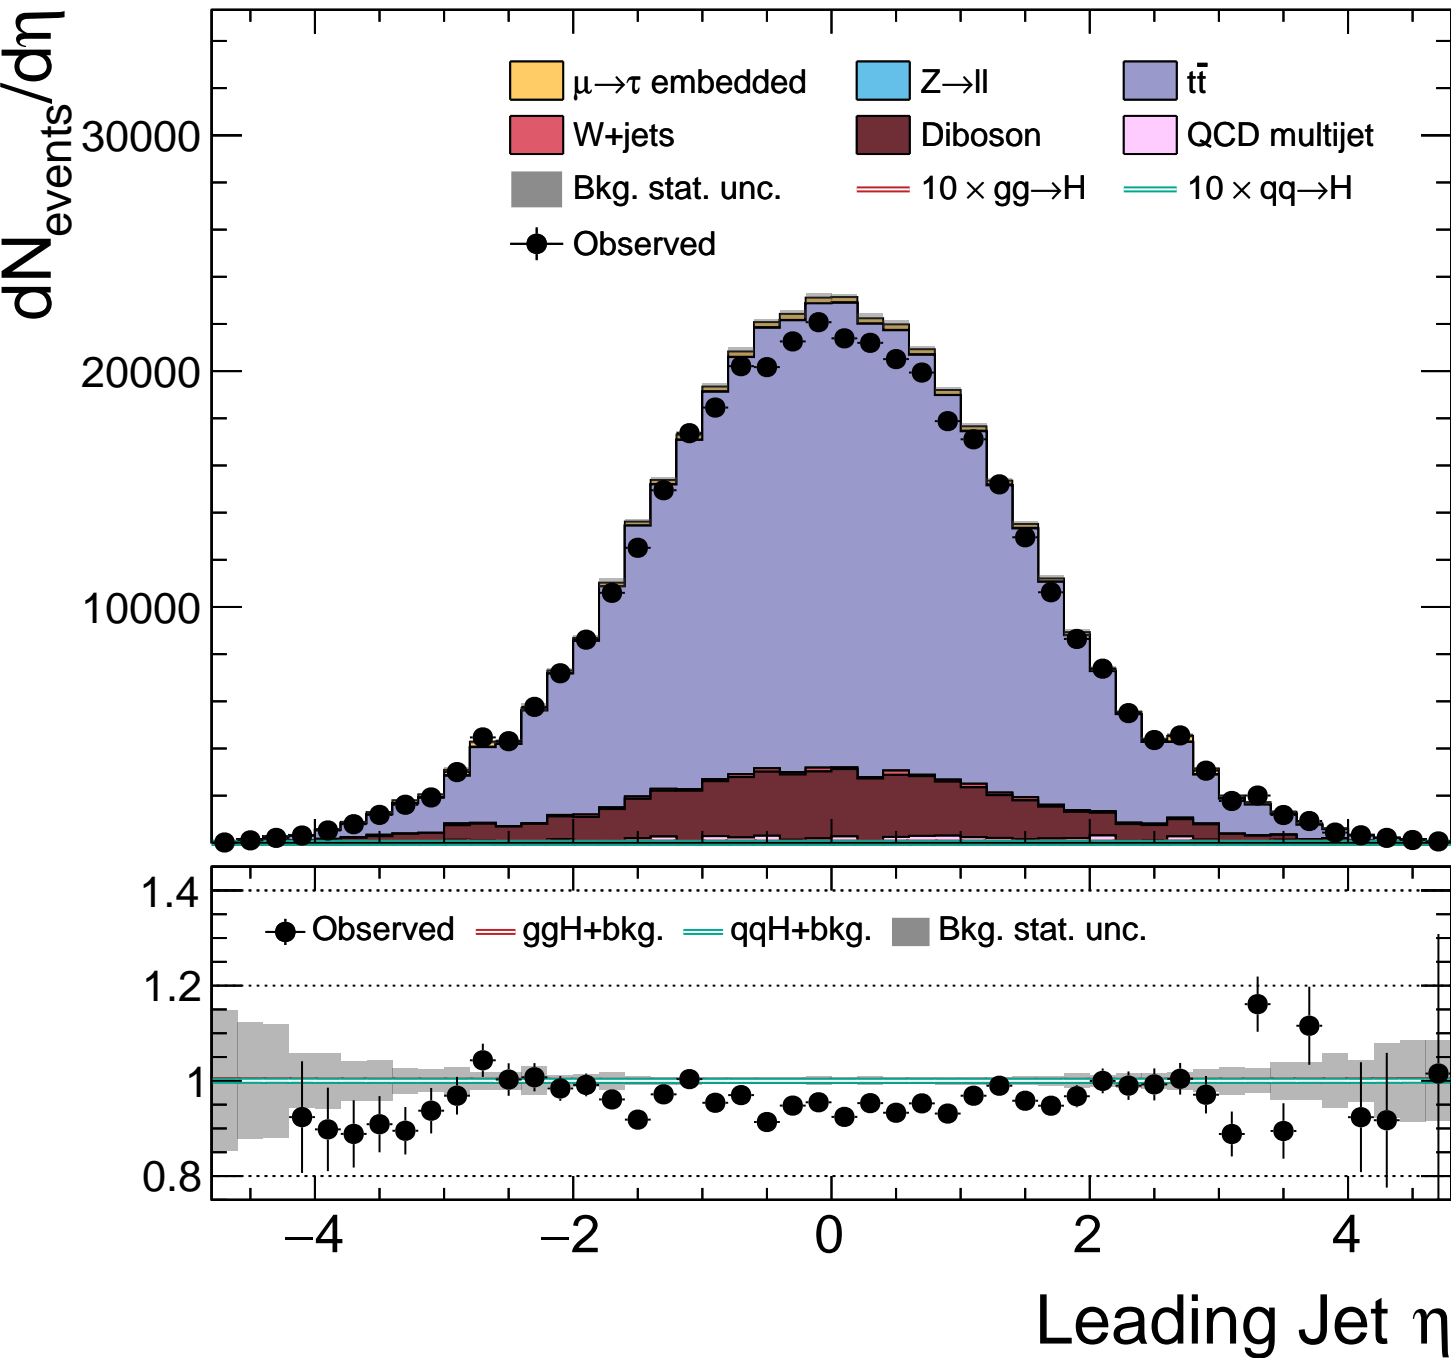 dN_events/dη
μ→τ embedded Z→ll tt̄
W+jets Diboson QCD multijet
Bkg. stat. unc. 10 × gg→H 10 × qq→H
Observed
30000
20000
10000
1.4
Observed ggH+bkg. qqH+bkg. Bkg. stat. unc.
1.2
1
0.8
−4 −2 0 2 4
Leading Jet η